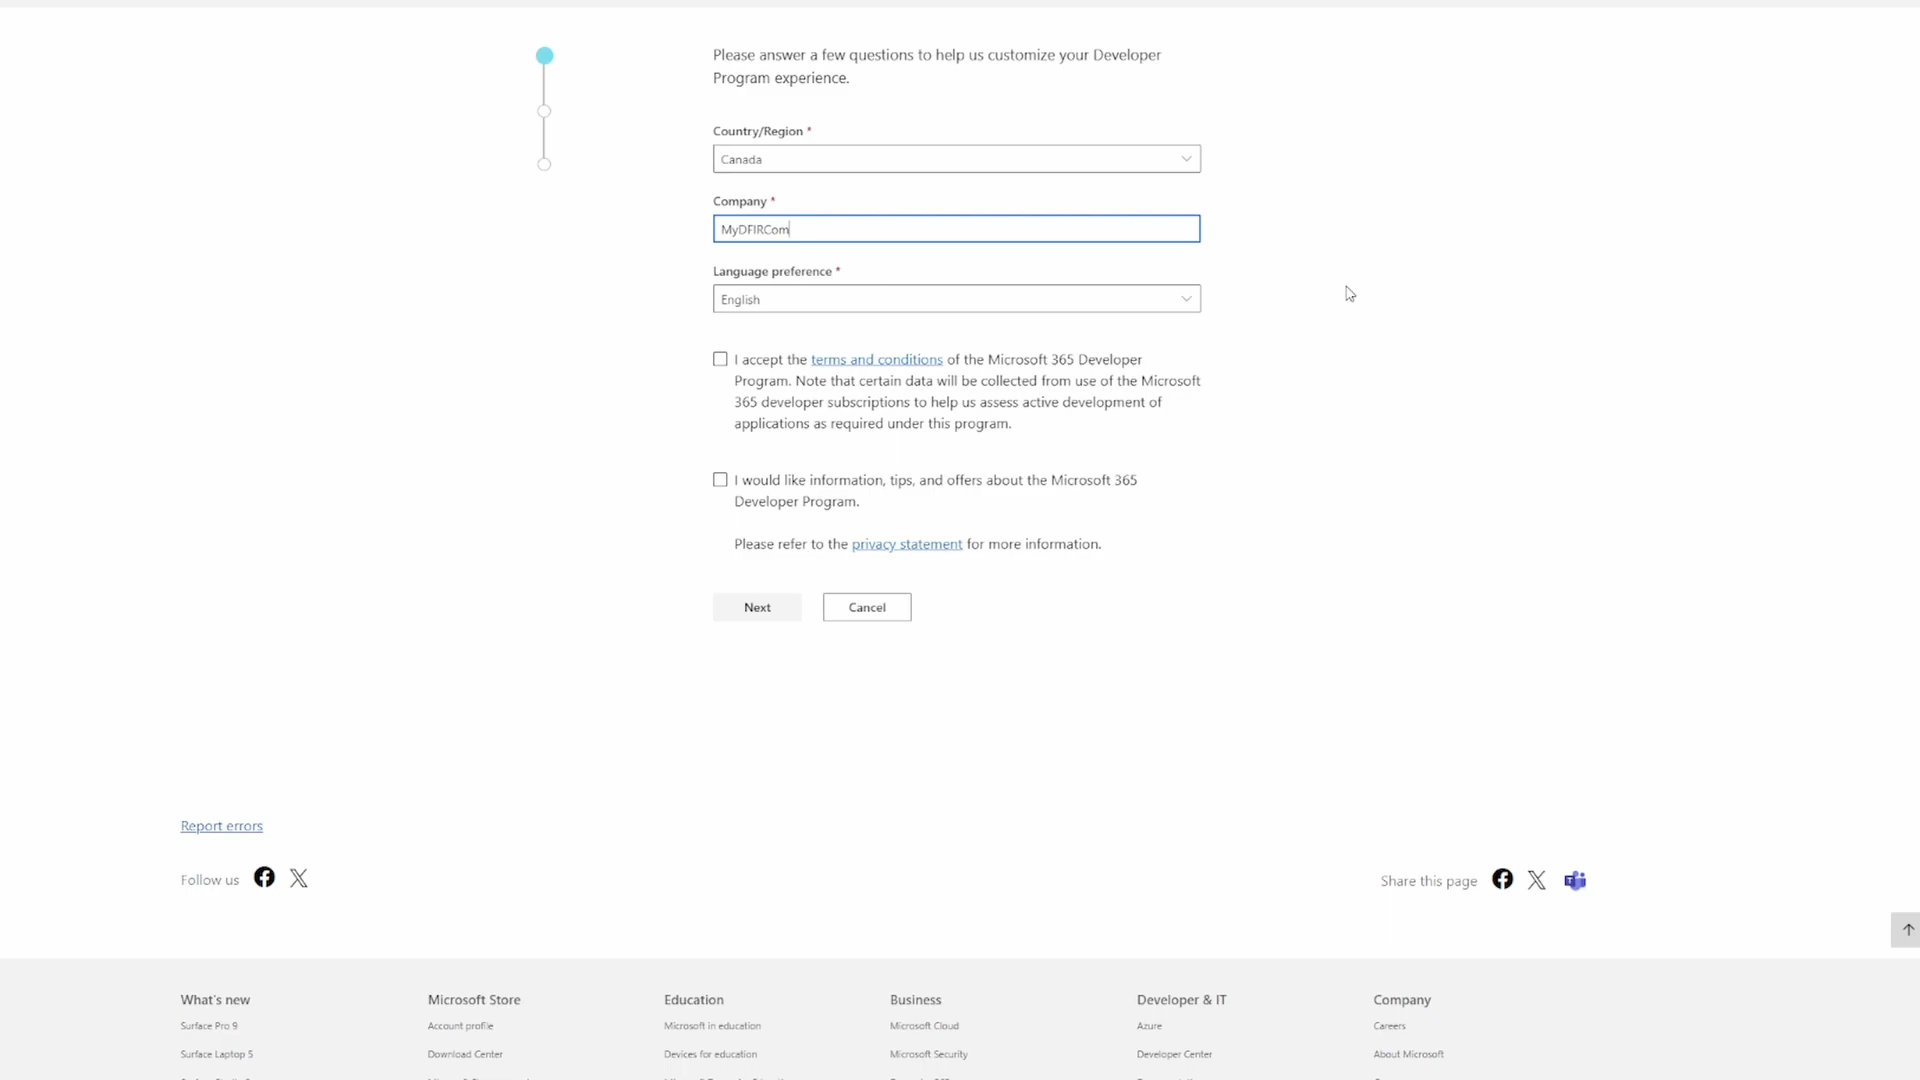 Please answer a few questions to help us customize your Developer
Program experience.
Country/Region *
Canada
Company *
MyDFIRCom
Language preference *
English
I accept the terms and conditions of the Microsoft 365 Developer
Program. Note that certain data will be collected from use of the Microsoft
365 developer subscriptions to help us assess active development of
applications as required under this program.
I would like information, tips, and offers about the Microsoft 365
Developer Program.
Please refer to the privacy statement for more information.
Next
Cancel
Report errors
Follow us
Share this page
What's new
Microsoft Store
Education
Business
Developer & IT
Company
Surface Pro 9
Account profile
Microsoft in education
Microsoft Cloud
Azure
Careers
Surface Laptop 5
Download Center
Devices for education
Microsoft Security
Developer Center
About Microsoft